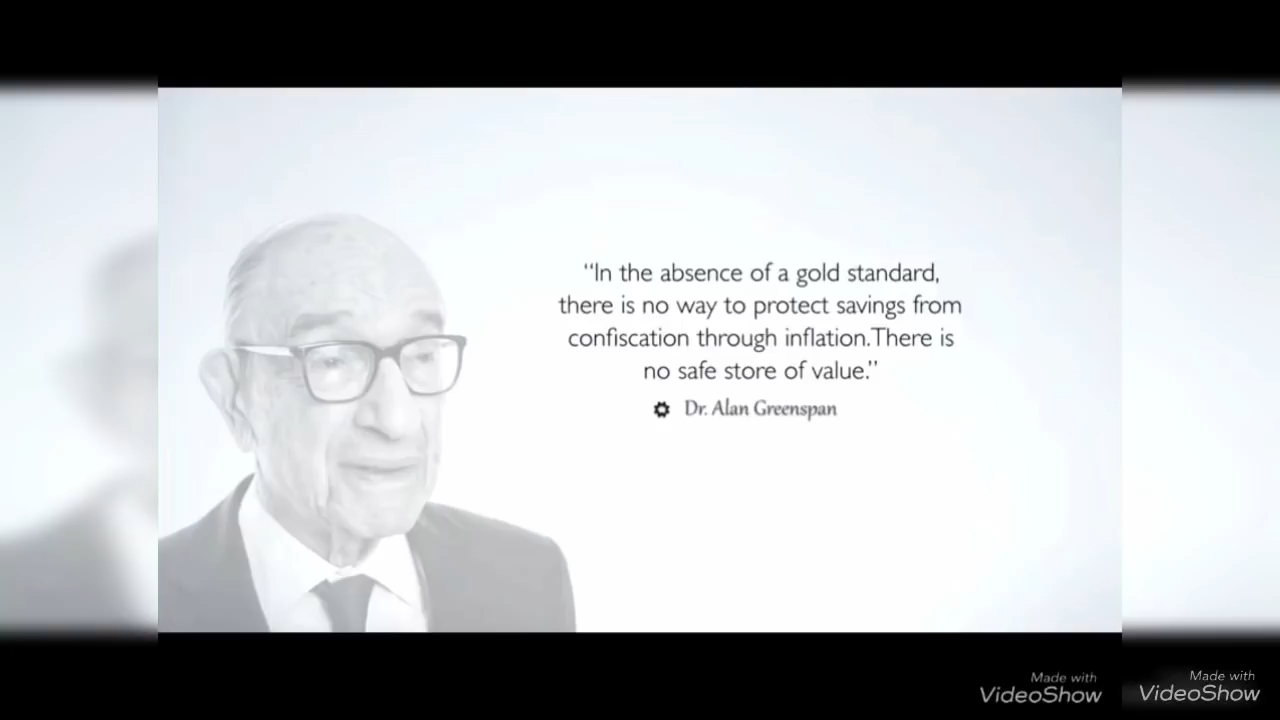 “In the absence of a gold standard,
there is no way to protect savings from
confiscation through inflation.There is
no safe store of value.”
Dr. Alan Greenspan
Made with
VideoShow
Made with
VideoShow